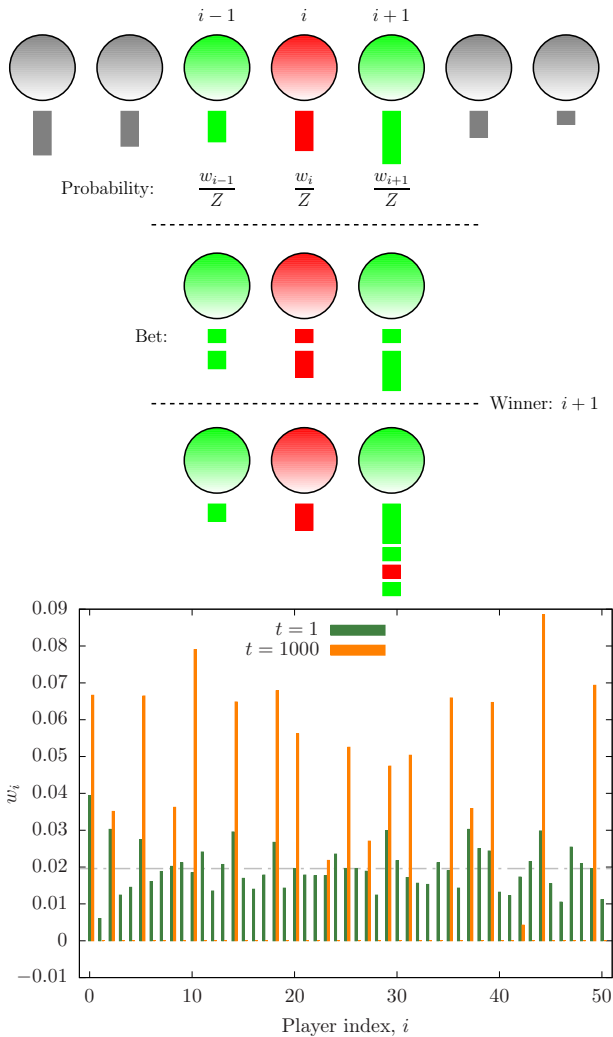 i − 1 i i + 1
Probability: w_{i−1}/Z w_i/Z w_{i+1}/Z
Bet:
Winner: i + 1
t = 1
t = 1000
0.09
0.08
0.07
0.06
0.05
0.04
0.03
0.02
0.01
0
−0.01
w_i
0 10 20 30 40 50
Player index, i